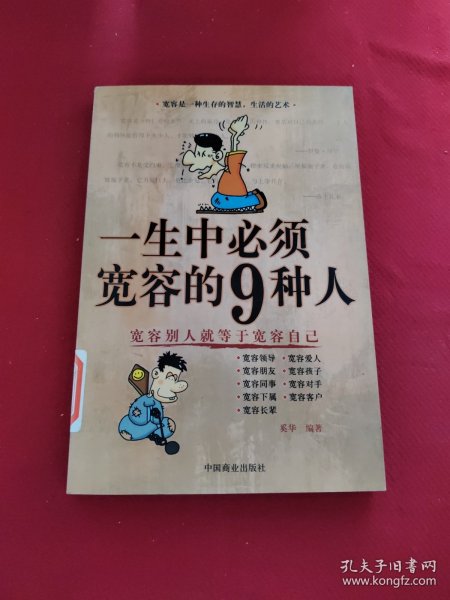 ·宽容是一种生存的智慧，生活的艺术·
一生中必须
宽容的9种人
宽容别人就等于宽容自己
·宽容领导 ·宽容爱人
·宽容朋友 ·宽容孩子
·宽容同事 ·宽容对手
·宽容下属 ·宽容客户
·宽容长辈
奚华 编著
中国商业出版社
孔夫子旧书网
www.kongfz.com